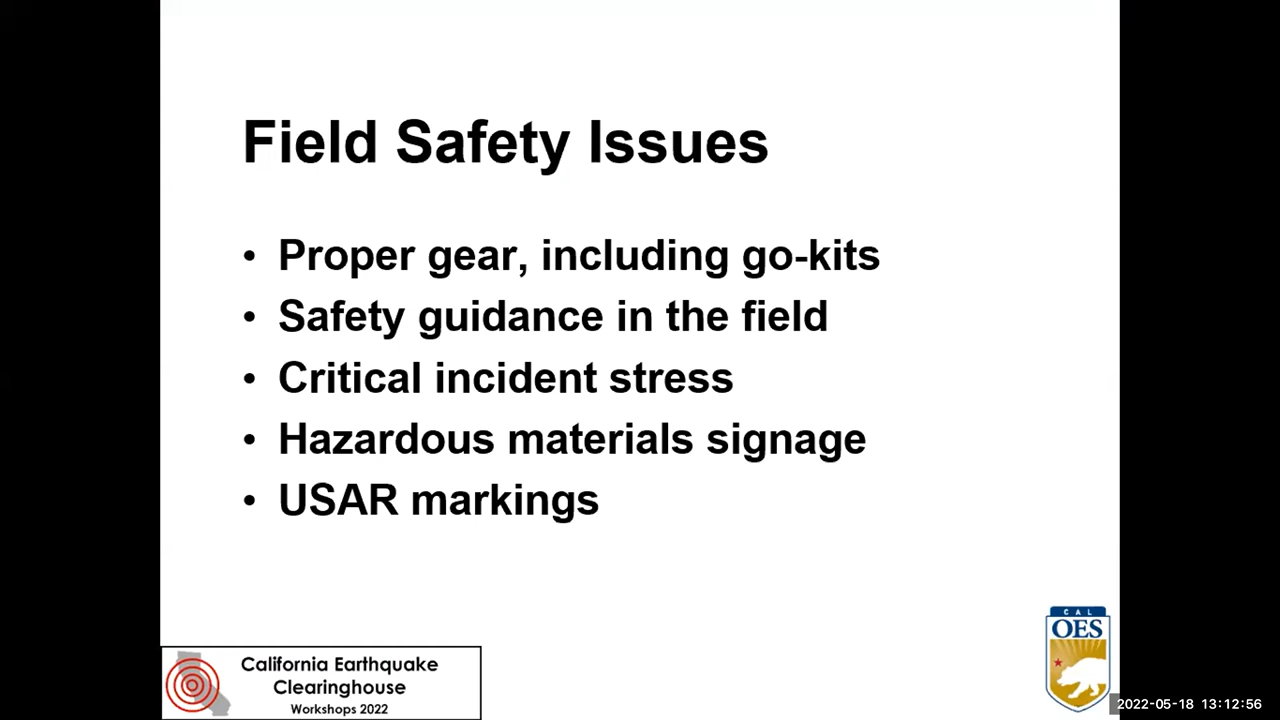 Field Safety Issues
• Proper gear, including go-kits
• Safety guidance in the field
• Critical incident stress
• Hazardous materials signage
• USAR markings
California Earthquake
Clearinghouse
Workshops 2022
CAL
OES
2022-05-18 13:12:56